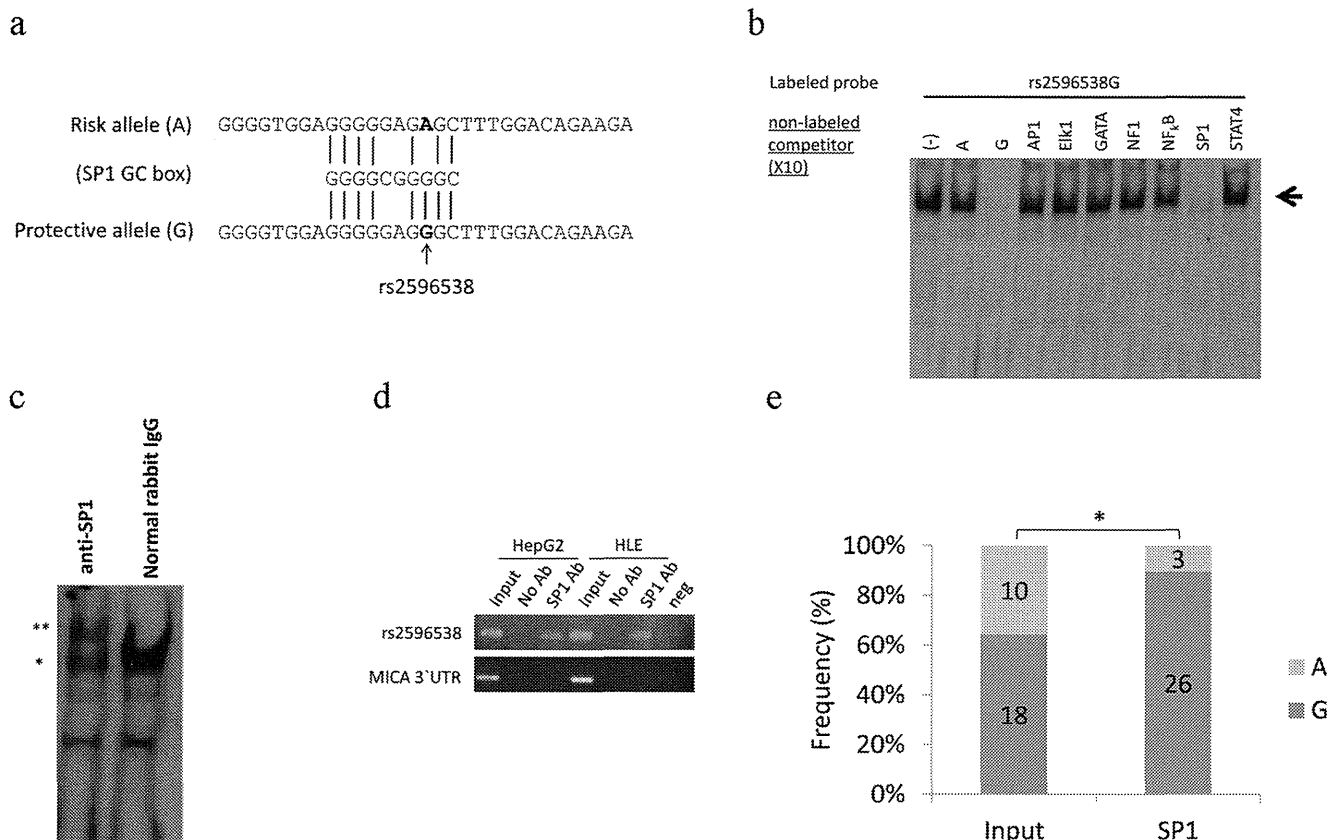 a
Risk allele (A) GGGGTGGAGGGGGAGAGCTTTGGACAGAAGA
(SP1 GC box) GGGGCGGGGC
Protective allele (G) GGGGTGGAGGGGGAGGGCTTTGGACAGAAGA
rs2596538
b
Labeled probe rs2596538G
non-labeled
competitor
(X10)
(-) A G AP1 Elk1 GATA NF1 NFκB SP1 STAT4
c
anti-SP1 Normal rabbit IgG
**
*
d
HepG2 HLE
Input No Ab SP1 Ab Input No Ab SP1 Ab neg
rs2596538
MICA 3`UTR
e
*
Frequency (%)
100%
80%
60%
40%
20%
0%
10 3
18 26
Input SP1
A
G